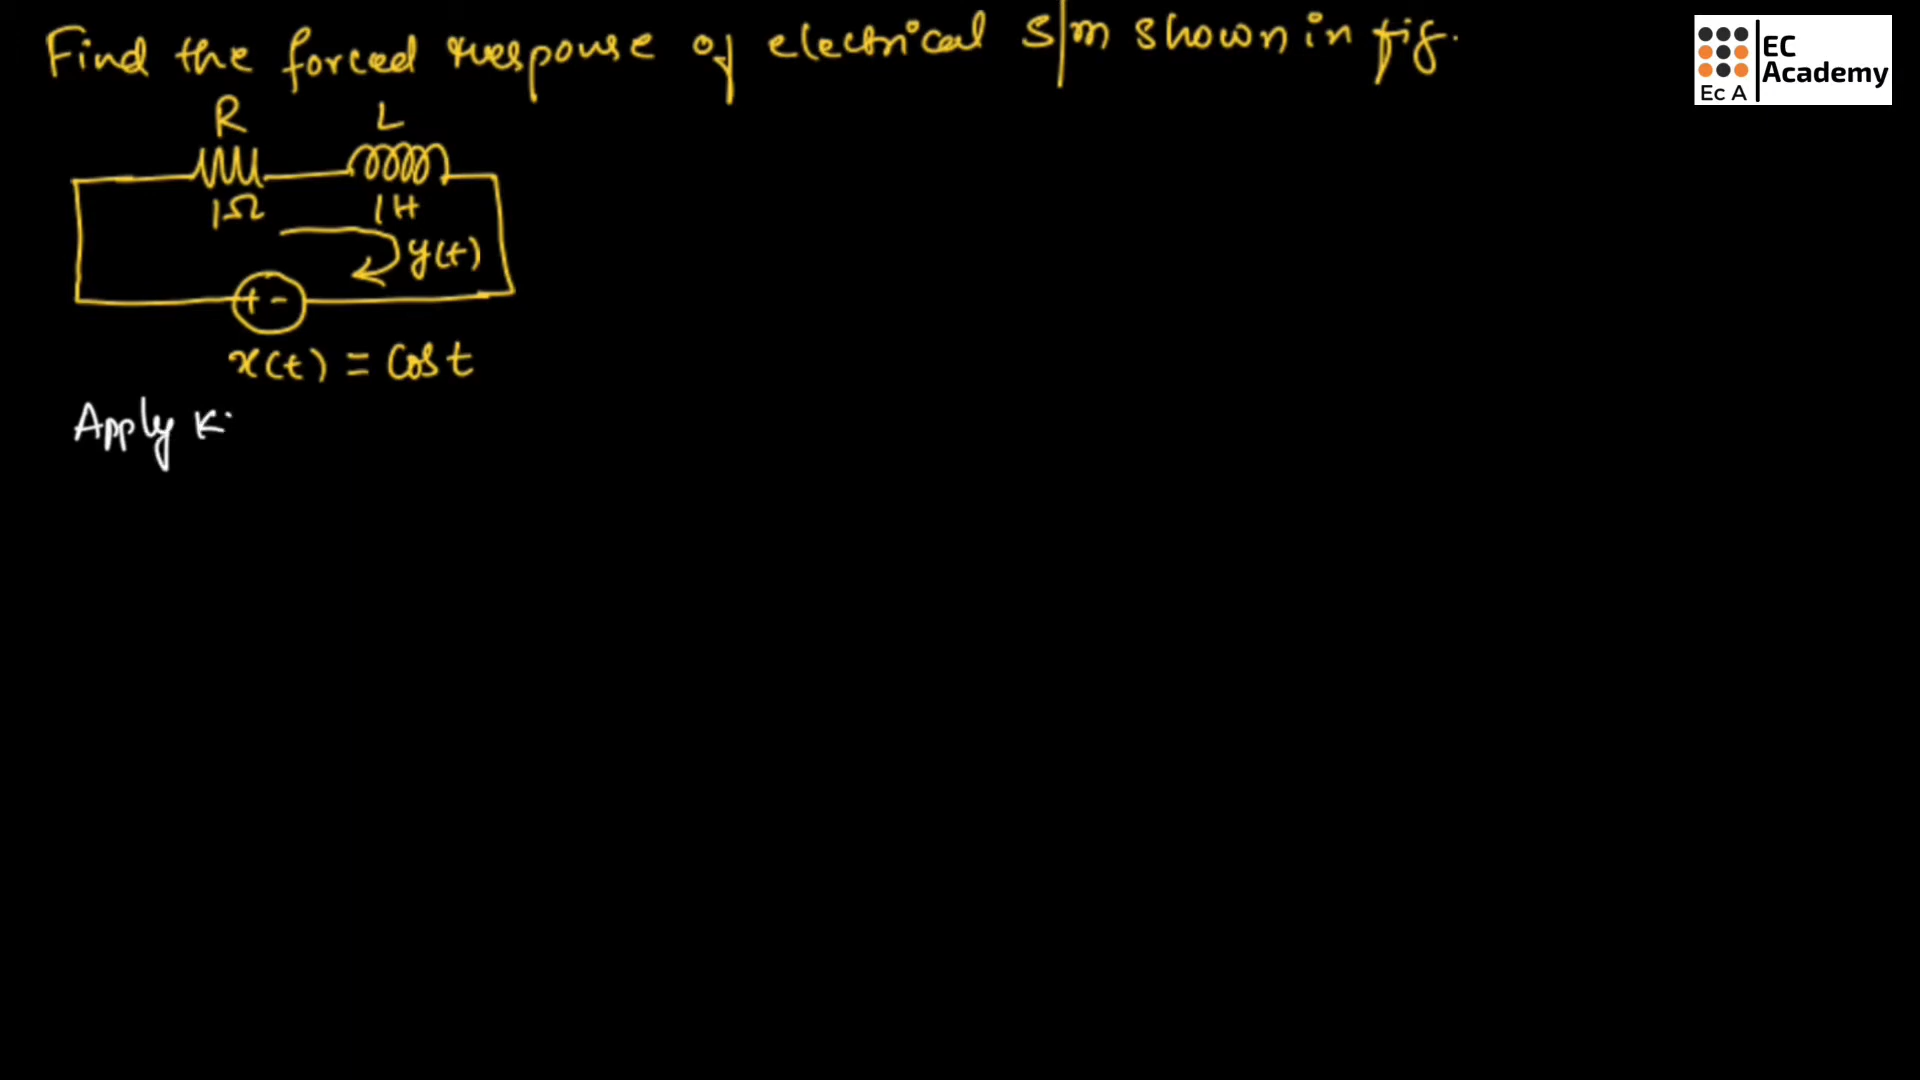 Find the forced response of electrical S/m shown in fig.
EC
Academy
Ec A
R
L
1Ω
1H
y(t)
+ -
x(t) = Cos t
Apply K